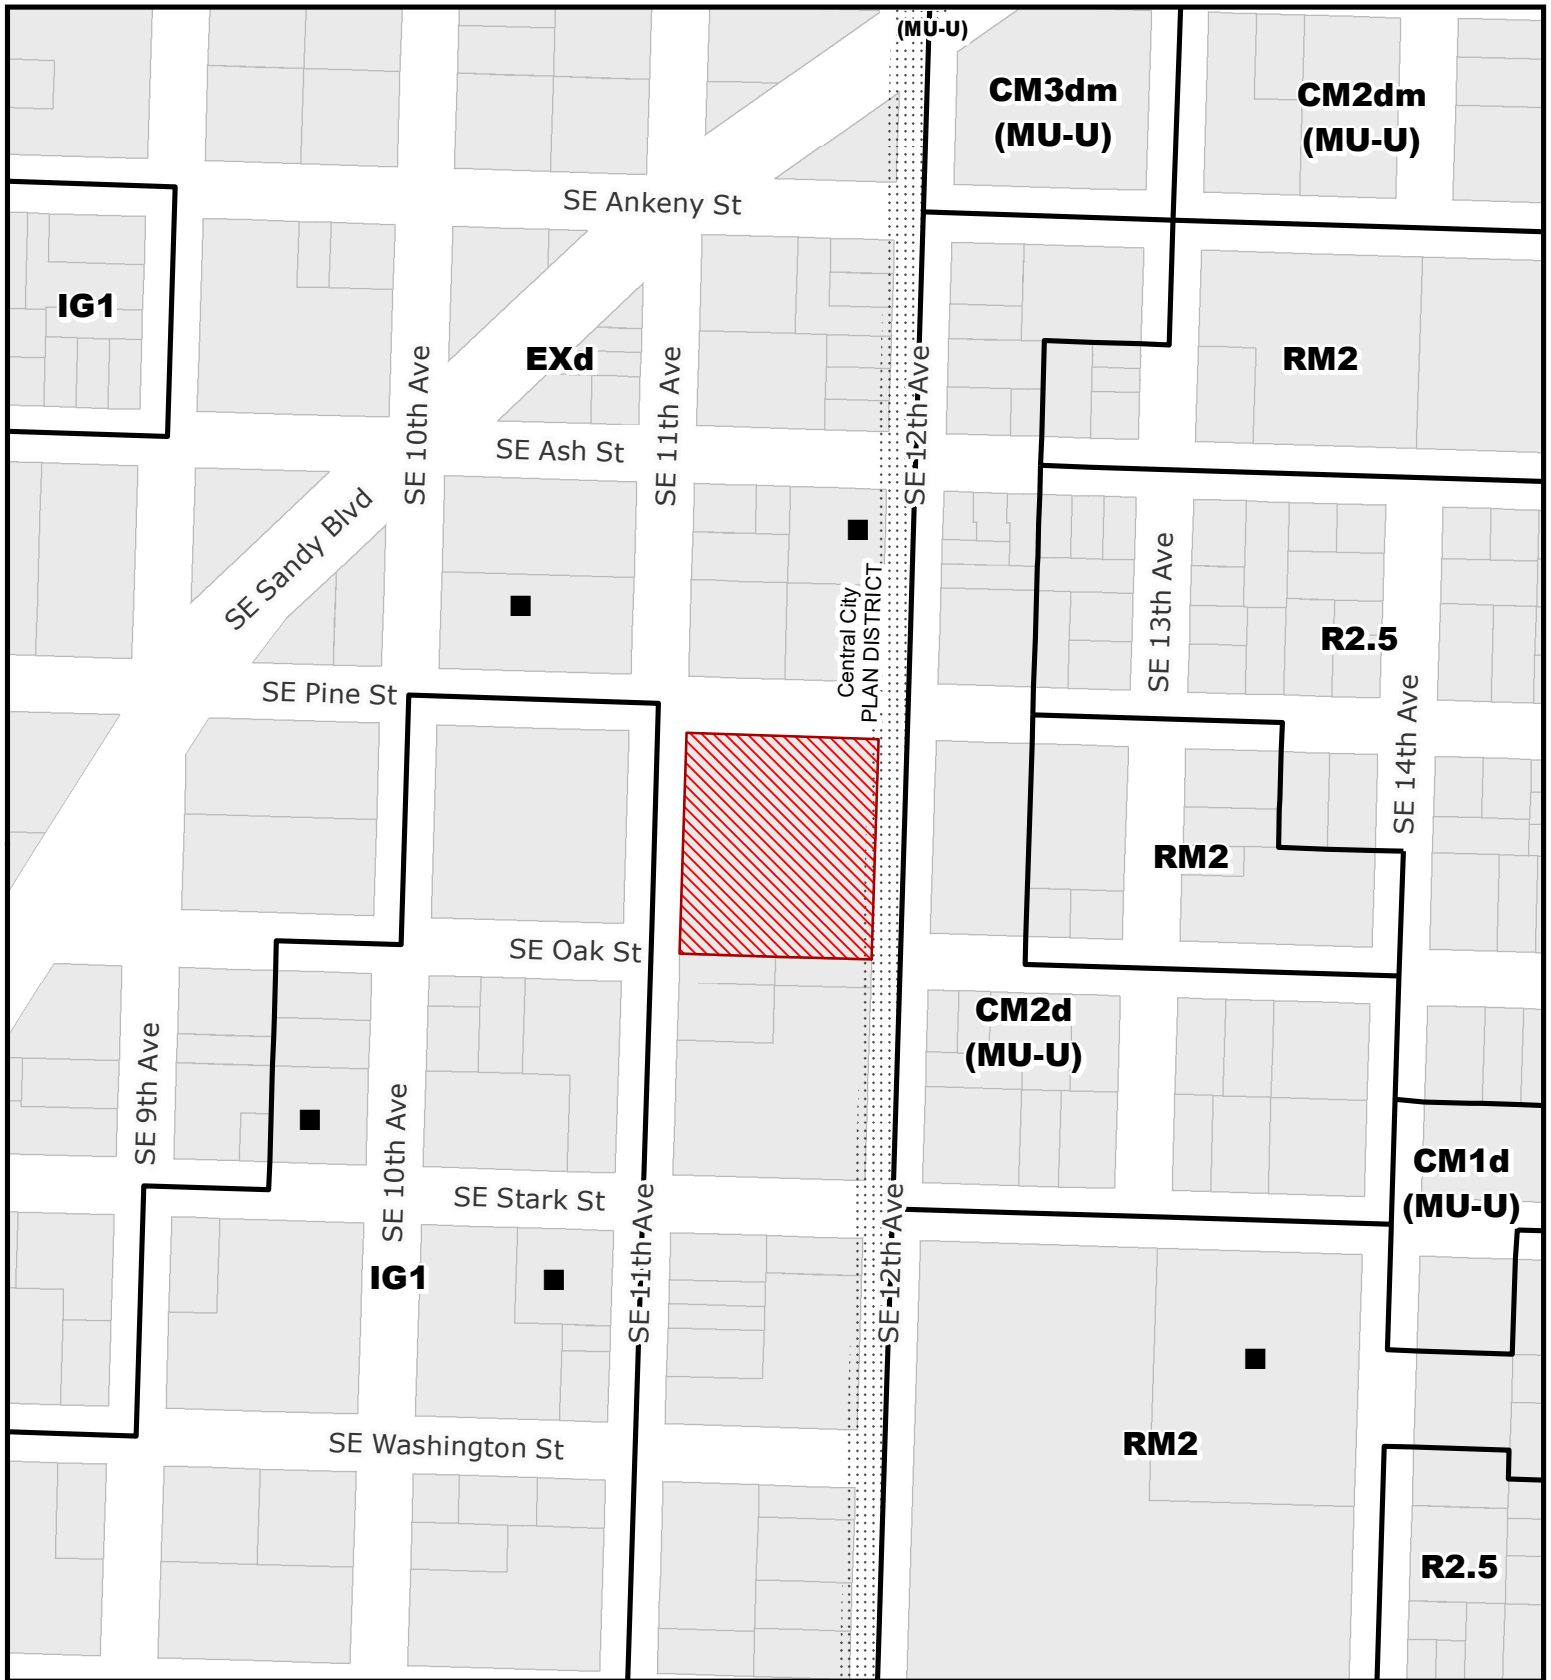 (MU-U)
CM3dm
(MU-U)
CM2dm
(MU-U)
SE Ankeny St
IG1
EXd
RM2
SE 10th Ave
SE 11th Ave
SE 12th Ave
SE Ash St
SE Sandy Blvd
Central City
PLAN DISTRICT
SE 13th Ave
R2.5
SE Pine St
SE 14th Ave
RM2
SE Oak St
CM2d
(MU-U)
SE 9th Ave
SE 10th Ave
CM1d
(MU-U)
SE Stark St
SE 11th Ave
SE 12th Ave
IG1
SE Washington St
RM2
R2.5